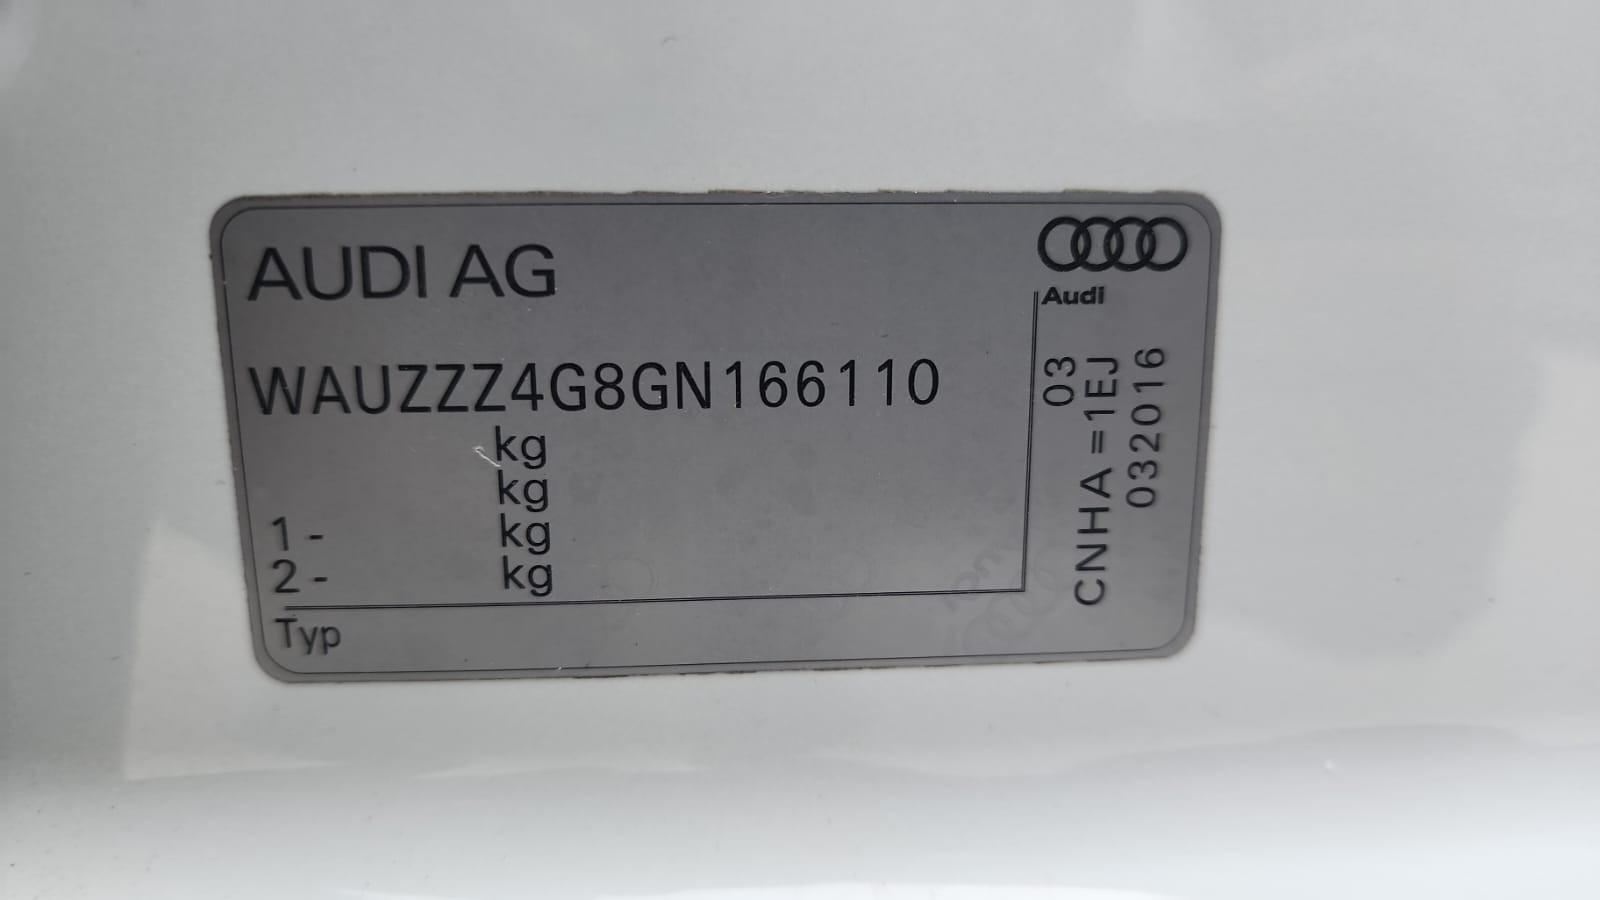 AUDI AG
Audi
WAUZZZ4G8GN166110
kg
kg
1 - kg
2 - kg
Typ
03
CNHA =1EJ
032016